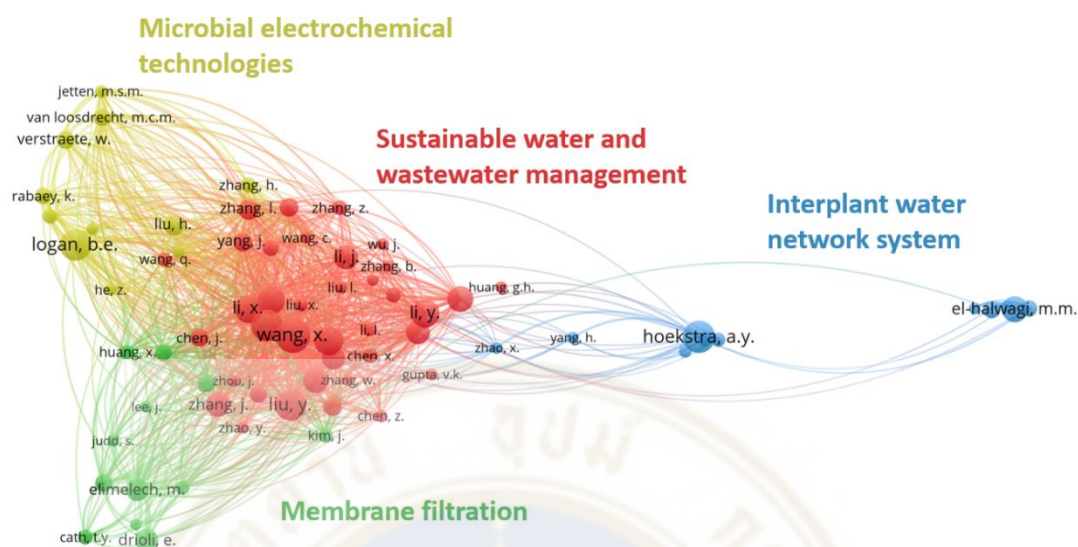 Microbial electrochemical
technologies
jetten, m.s.m.
van loosdrecht, m.c.m.
verstraete, w.
Sustainable water and
wastewater management
rabaey, k.
zhang, h.
zhang, l.
zhang, z.
Interplant water
network system
liu, h.
logan, b.e.
yang, j.
wang, c.
wu, j.
wang, q.
li, j.
zhang, b.
he, z.
liu, l.
huang, g.h.
li, x.
liu, x.
li, y.
el-halwagi, m.m.
chen, j.
wang, x.
li, l.
yang, h.
hoekstra, a.y.
huang, x.
chen, x.
zhao, x.
zhou, j.
zhang, w.
gupta, v.k.
lee, j.
zhang, j.
liu, y.
chen, z.
zhao, y.
kim, j.
judd, s.
elimelech, m.
Membrane filtration
cath, t.y.
drioli, e.